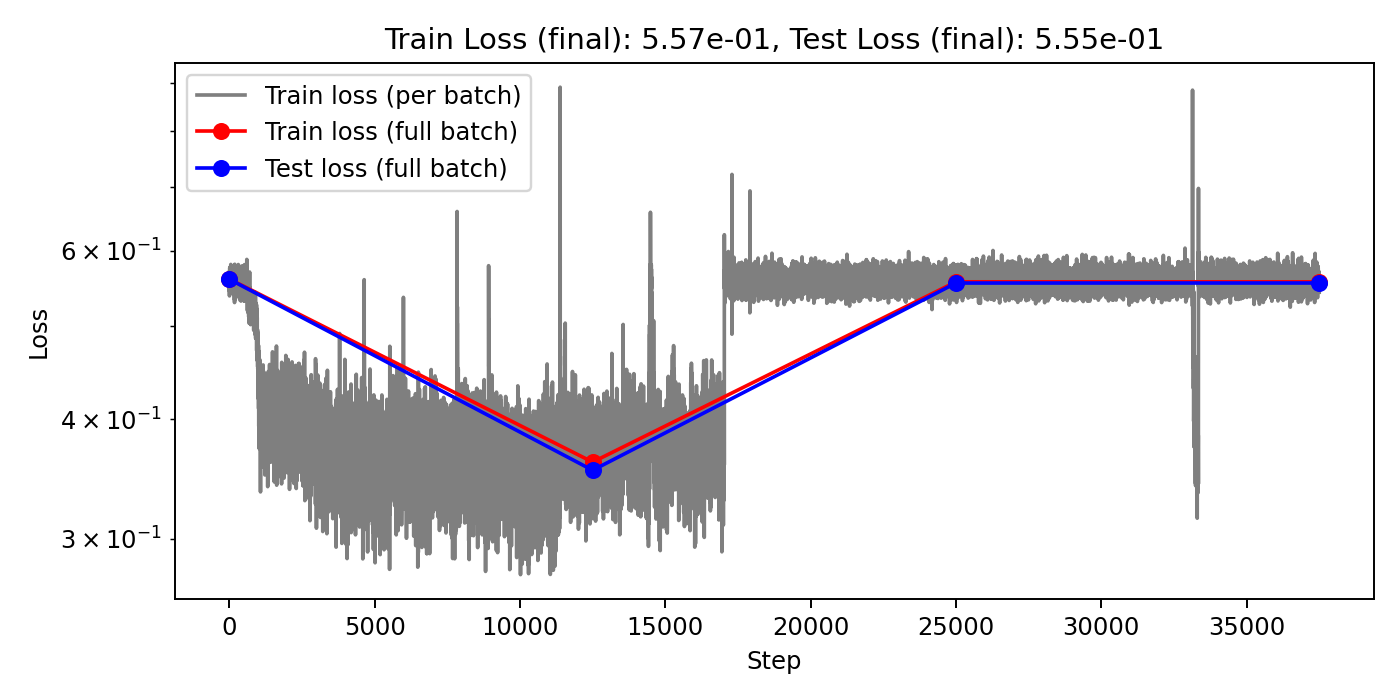 Train Loss (final): 5.57e-01, Test Loss (final): 5.55e-01
Train loss (per batch)
Train loss (full batch)
Test loss (full batch)
6 × 10⁻¹
4 × 10⁻¹
3 × 10⁻¹
Loss
0 5000 10000 15000 20000 25000 30000 35000
Step